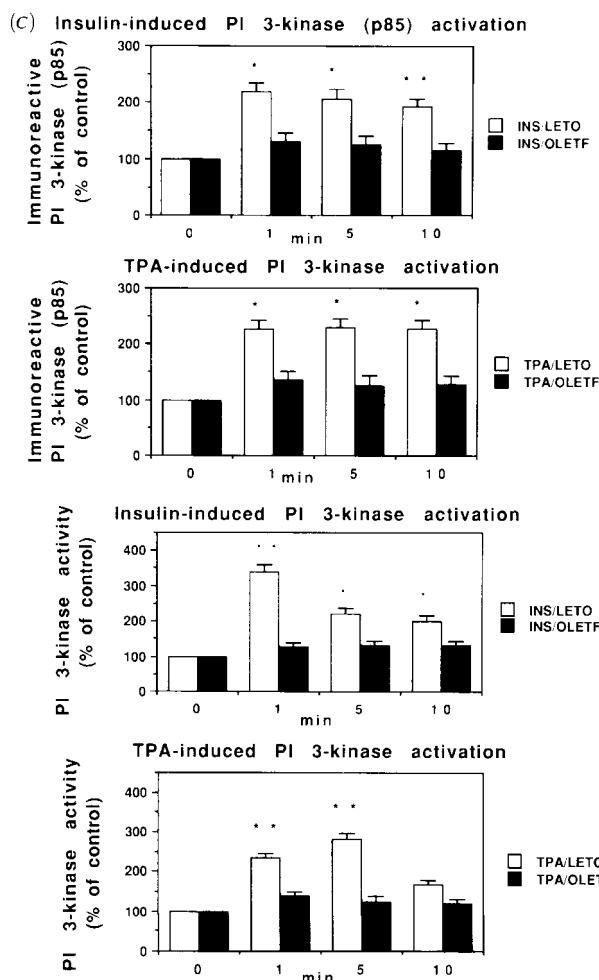 (C) Insulin-induced PI 3-kinase (p85) activation
Immunoreactive
PI 3-kinase (p85)
(% of control)
300
200
100
0
* * * *
INS/LETO
INS/OLETF
0 1 5 10
min
TPA-induced PI 3-kinase activation
Immunoreactive
PI 3-kinase (p85)
(% of control)
300
200
100
0
* * *
TPA/LETO
TPA/OLETF
0 1 5 10
min
Insulin-induced PI 3-kinase activation
PI 3-kinase activity
(% of control)
400
300
200
100
0
INS/LETO
INS/OLETF
0 1 5 10
min
TPA-induced PI 3-kinase activation
PI 3-kinase activity
(% of control)
400
300
200
100
0
* * * *
TPA/LETO
TPA/OLET
0 1 5 10
min